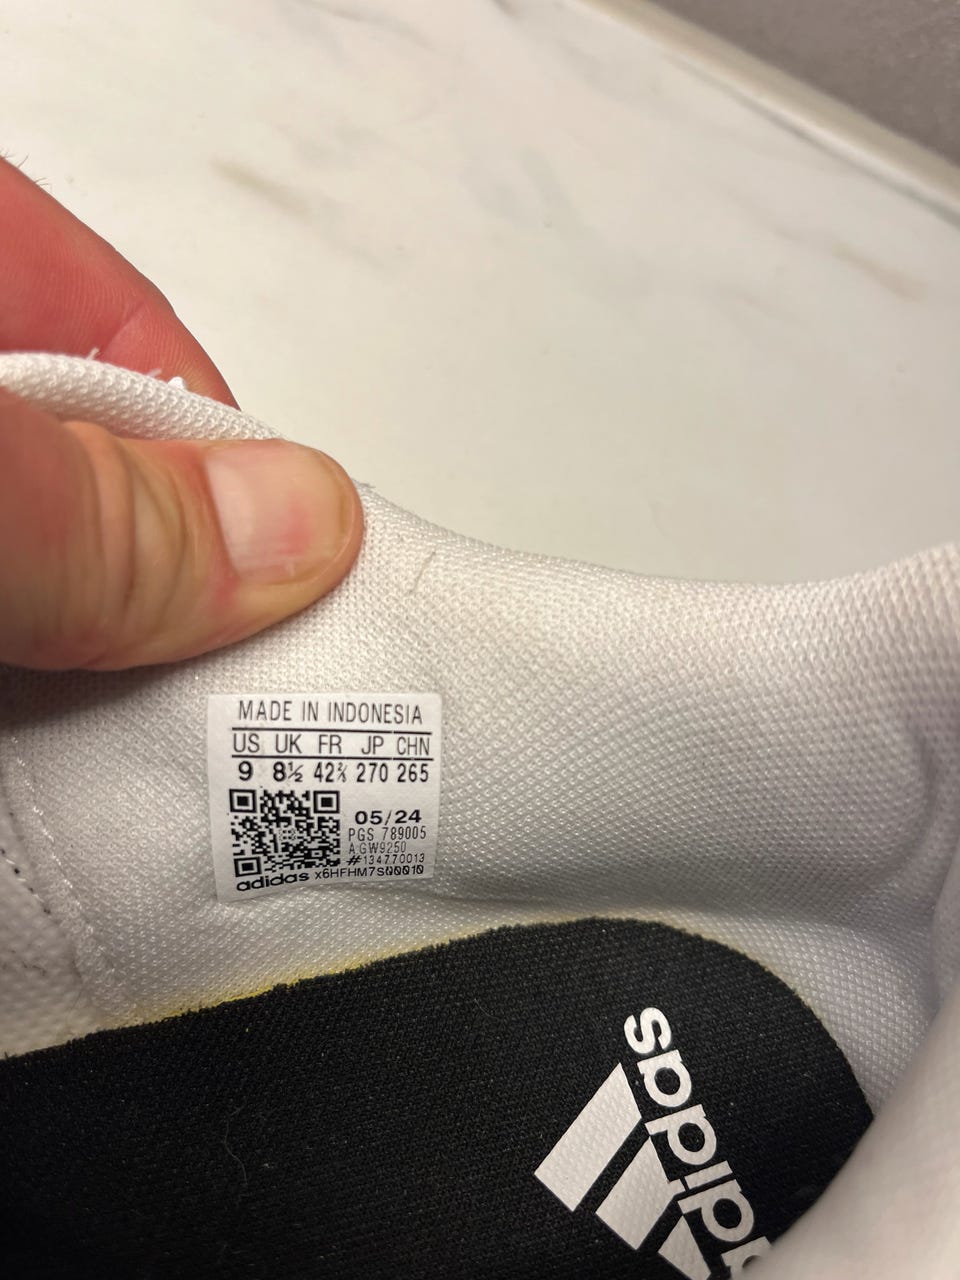 MADE IN INDONESIA
US UK FR JP CHN
9 8½ 42⅔ 270 265
05/24
PGS 789005
A GW9250
#134770013
adidas x6HFHM7SQ0010
adidas